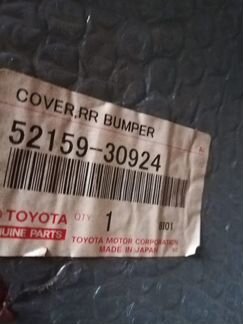 COVER, RR BUMPER
52159-30924
TOYOTA QTY. 1
GENUINE PARTS TOYOTA MOTOR CORPORATION
MADE IN JAPAN